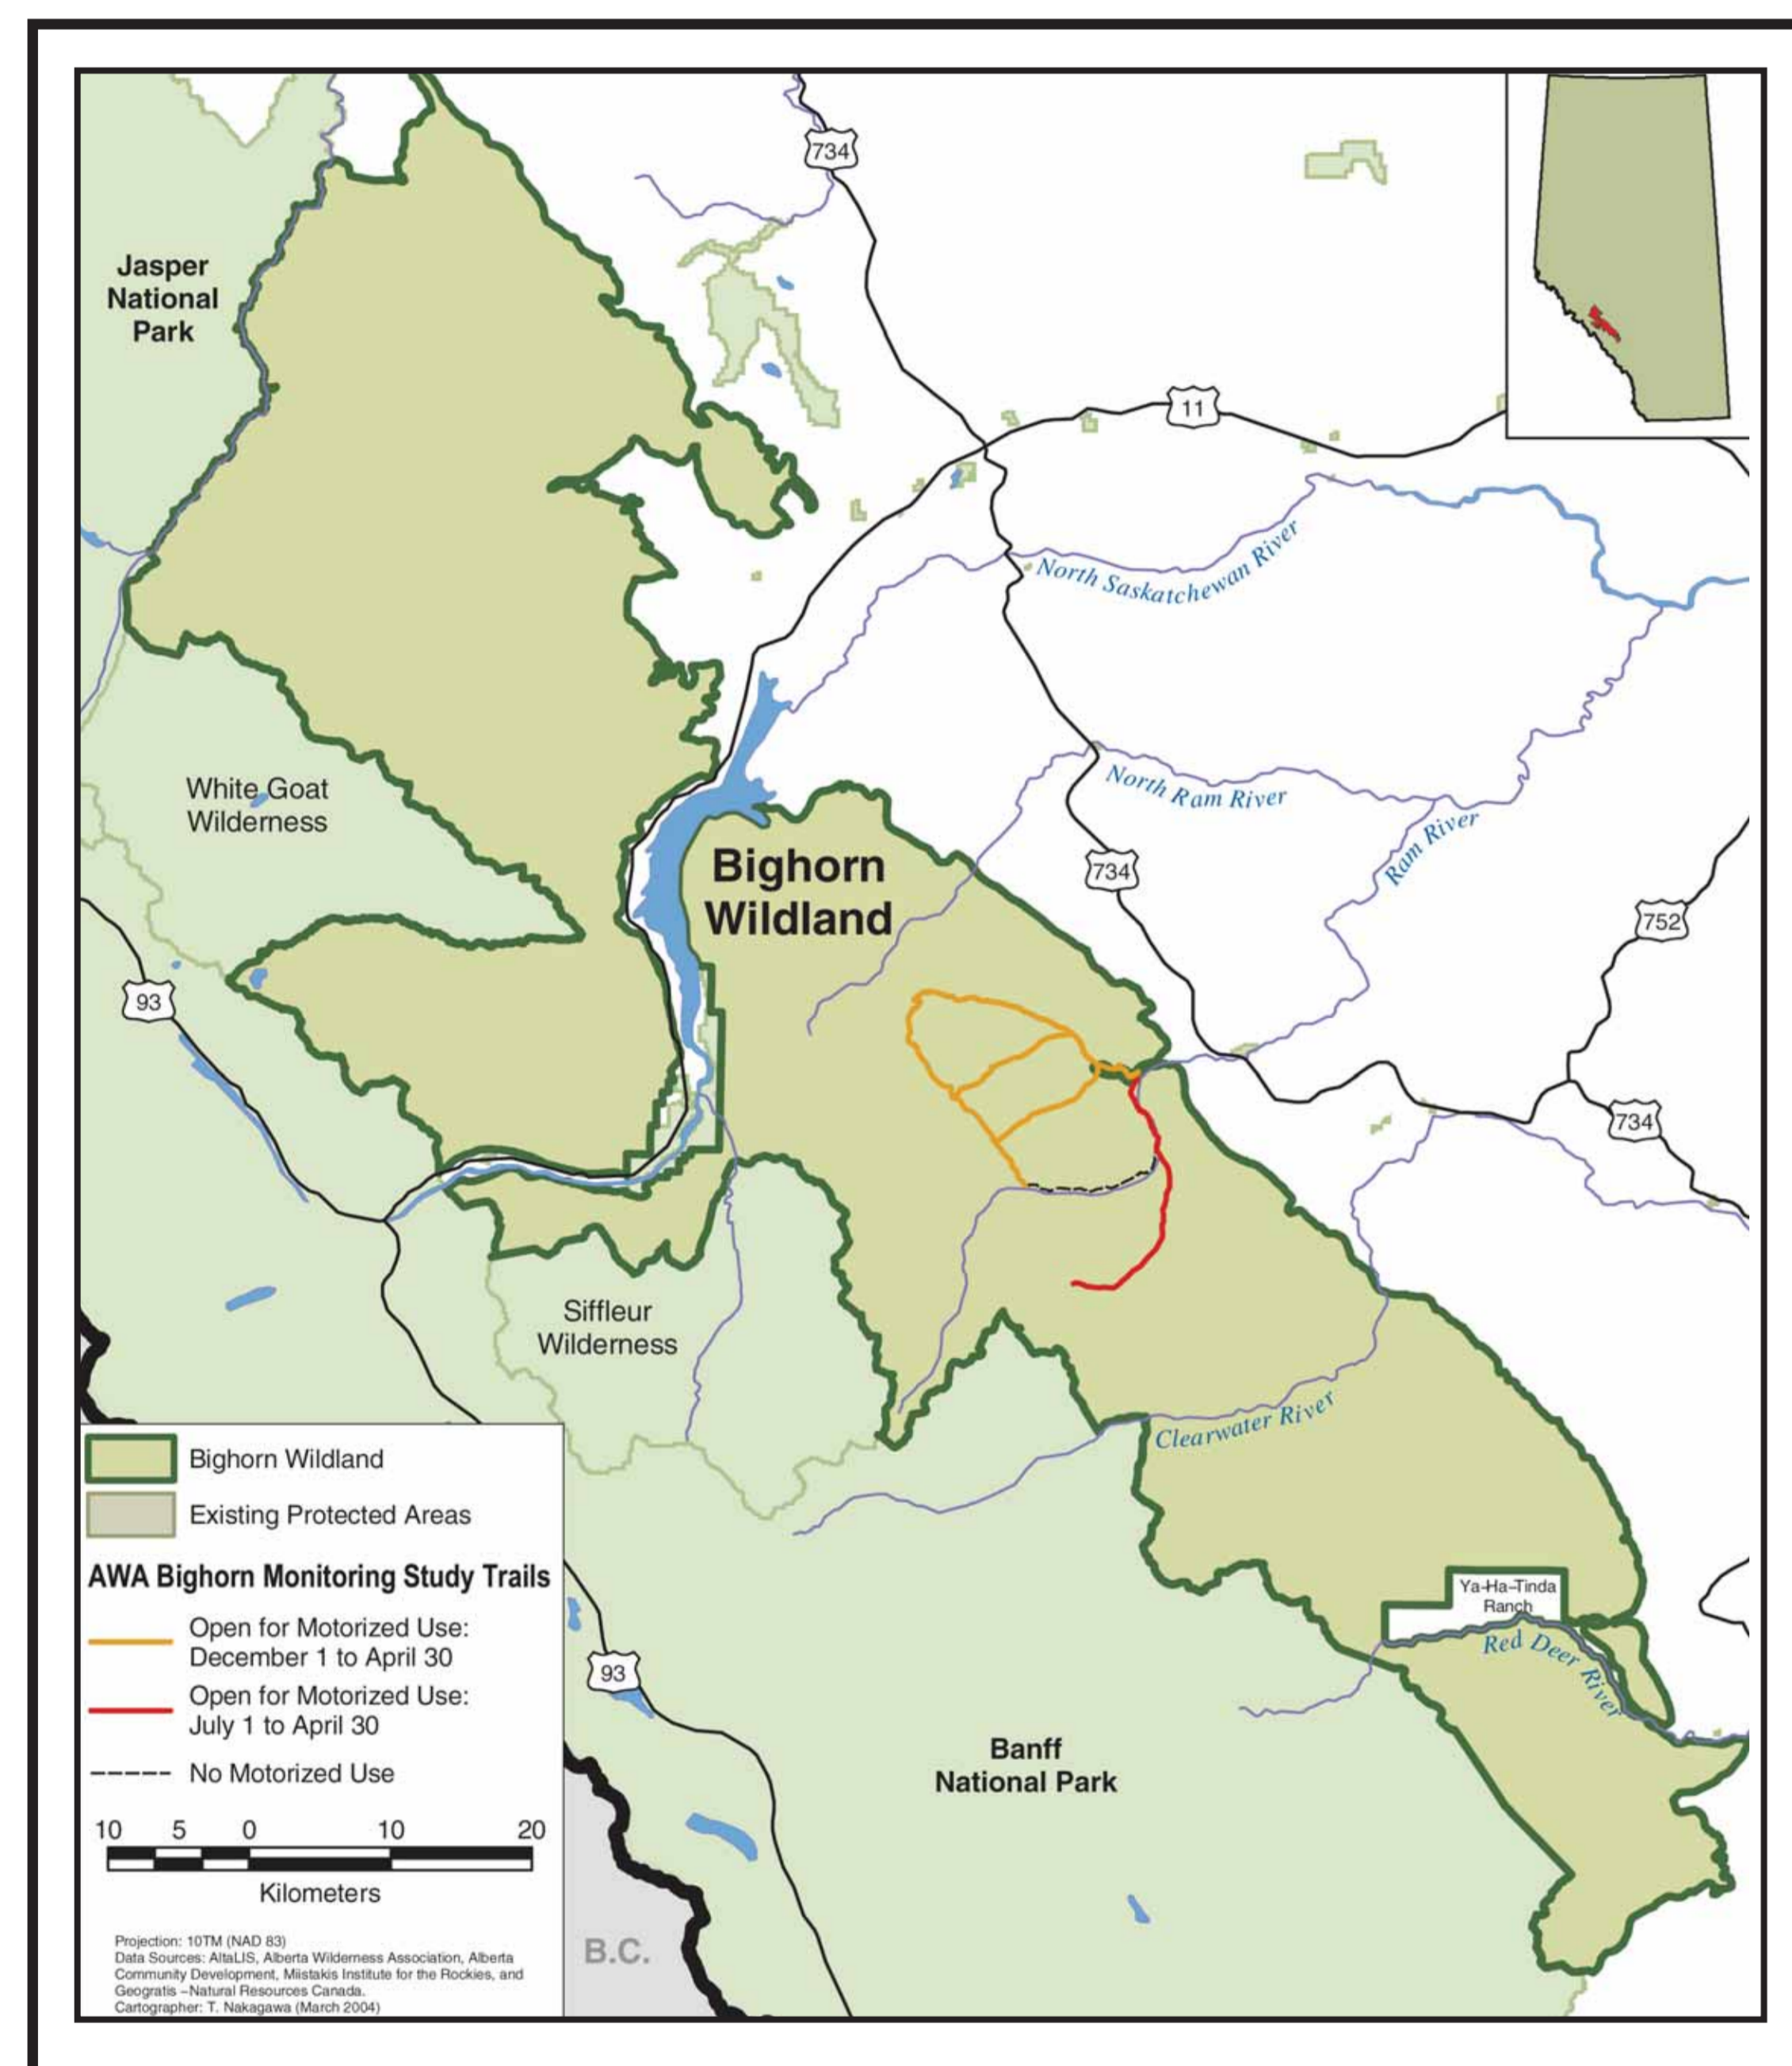 734
Jasper
National
Park
11
North Saskatchewan River
White Goat
Wilderness
North Ram River
Ram River
Bighorn
Wildland
734
752
93
734
Siffleur
Wilderness
Clearwater River
Ya-Ha-Tinda
Ranch
Red Deer River
93
Banff
National Park
B.C.
Bighorn Wildland
Existing Protected Areas
AWA Bighorn Monitoring Study Trails
Open for Motorized Use:
December 1 to April 30
Open for Motorized Use:
July 1 to April 30
No Motorized Use
10 5 0 10 20
Kilometers
Projection: 10TM (NAD 83)
Data Sources: AltaLIS, Alberta Wilderness Association, Alberta
Community Development, Miistakis Institute for the Rockies, and
Geogratis –Natural Resources Canada.
Cartographer: T. Nakagawa (March 2004)